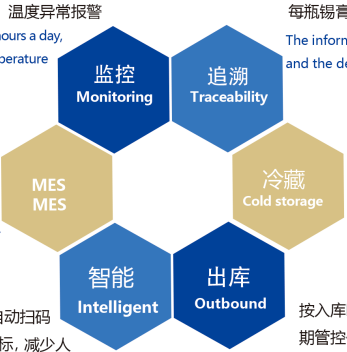 温度异常报警
hours a day,
perature
每瓶锡膏
The inform
and the de
监控
Monitoring
追溯
Traceability
MES
MES
冷藏
Cold storage
智能
Intelligent
出库
Outbound
自动扫码
标, 减少人
按入库
期管控